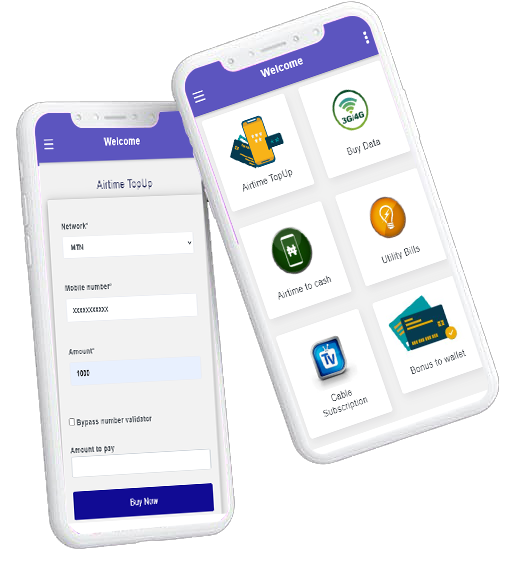 Welcome
Airtime TopUp
Network*
MTN
Mobile number*
xxxxxxxxxxx
Amount*
1000
Bypass number validator
Amount to pay
Buy Now
Welcome
Airtime TopUp
3G/4G
Buy Data
Airtime to cash
Utility Bills
Tv
Cable
Subscription
Bonus to wallet